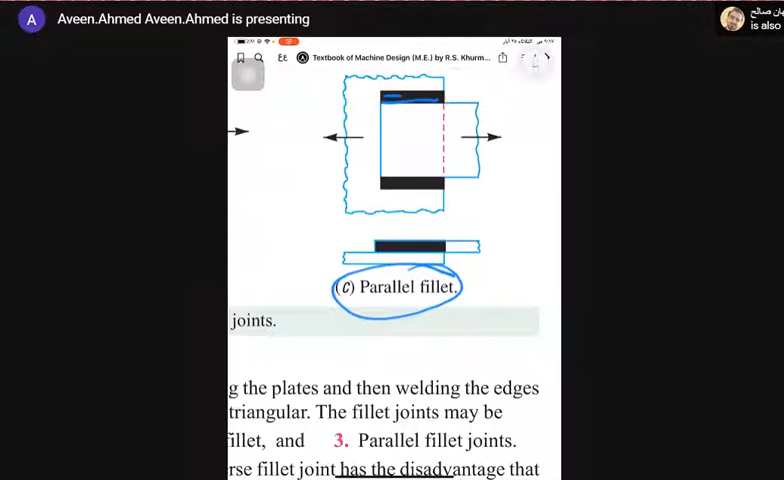 A Aveen.Ahmed Aveen.Ahmed is presenting
هان صالح
is also
Textbook of Machine Design (M.E.) by R.S. Khurm...
(c) Parallel fillet.
joints.
g the plates and then welding the edges
triangular. The fillet joints may be
fillet, and 3. Parallel fillet joints.
rse fillet joint has the disadvantage that